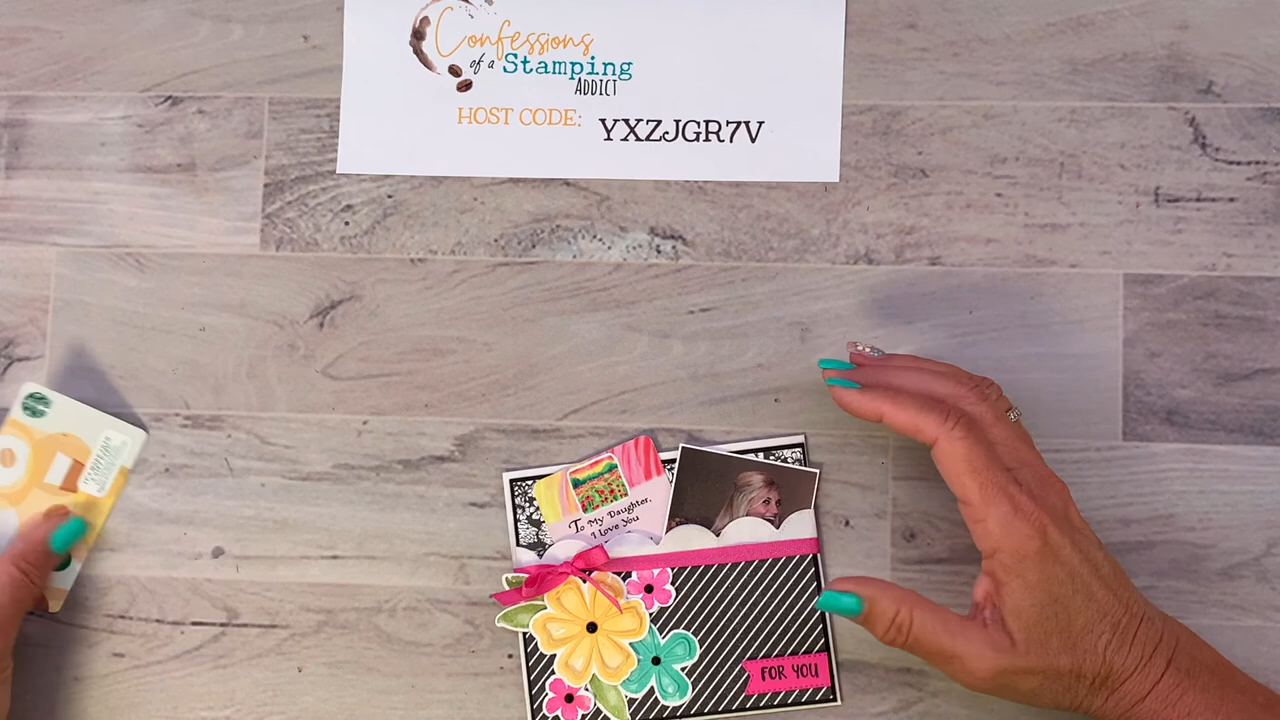 Confessions
of a Stamping
ADDICT
HOST CODE: YXZJGR7V
To My Daughter,
I Love You
FOR YOU